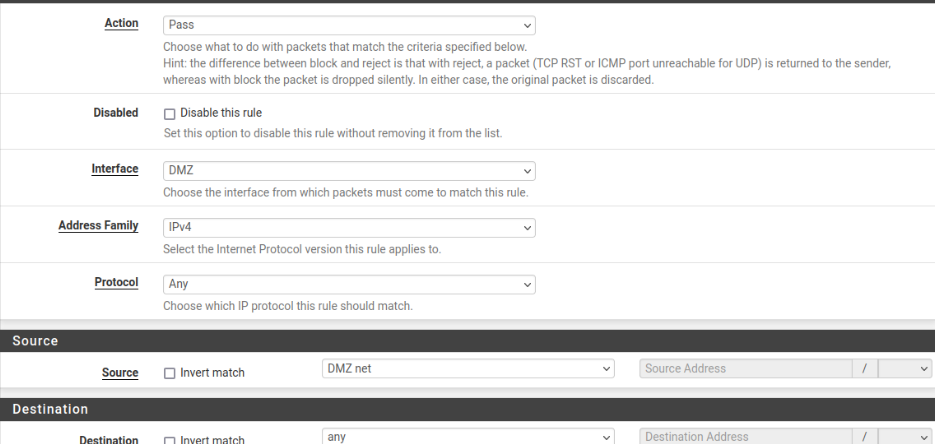 Action
Pass
Choose what to do with packets that match the criteria specified below.
Hint: the difference between block and reject is that with reject, a packet (TCP RST or ICMP port unreachable for UDP) is returned to the sender,
whereas with block the packet is dropped silently. In either case, the original packet is discarded.
Disabled
Disable this rule
Set this option to disable this rule without removing it from the list.
Interface
DMZ
Choose the interface from which packets must come to match this rule.
Address Family
IPv4
Select the Internet Protocol version this rule applies to.
Protocol
Any
Choose which IP protocol this rule should match.
Source
Source
Invert match
DMZ net
Source Address
/
Destination
Destination
Invert match
any
Destination Address
/